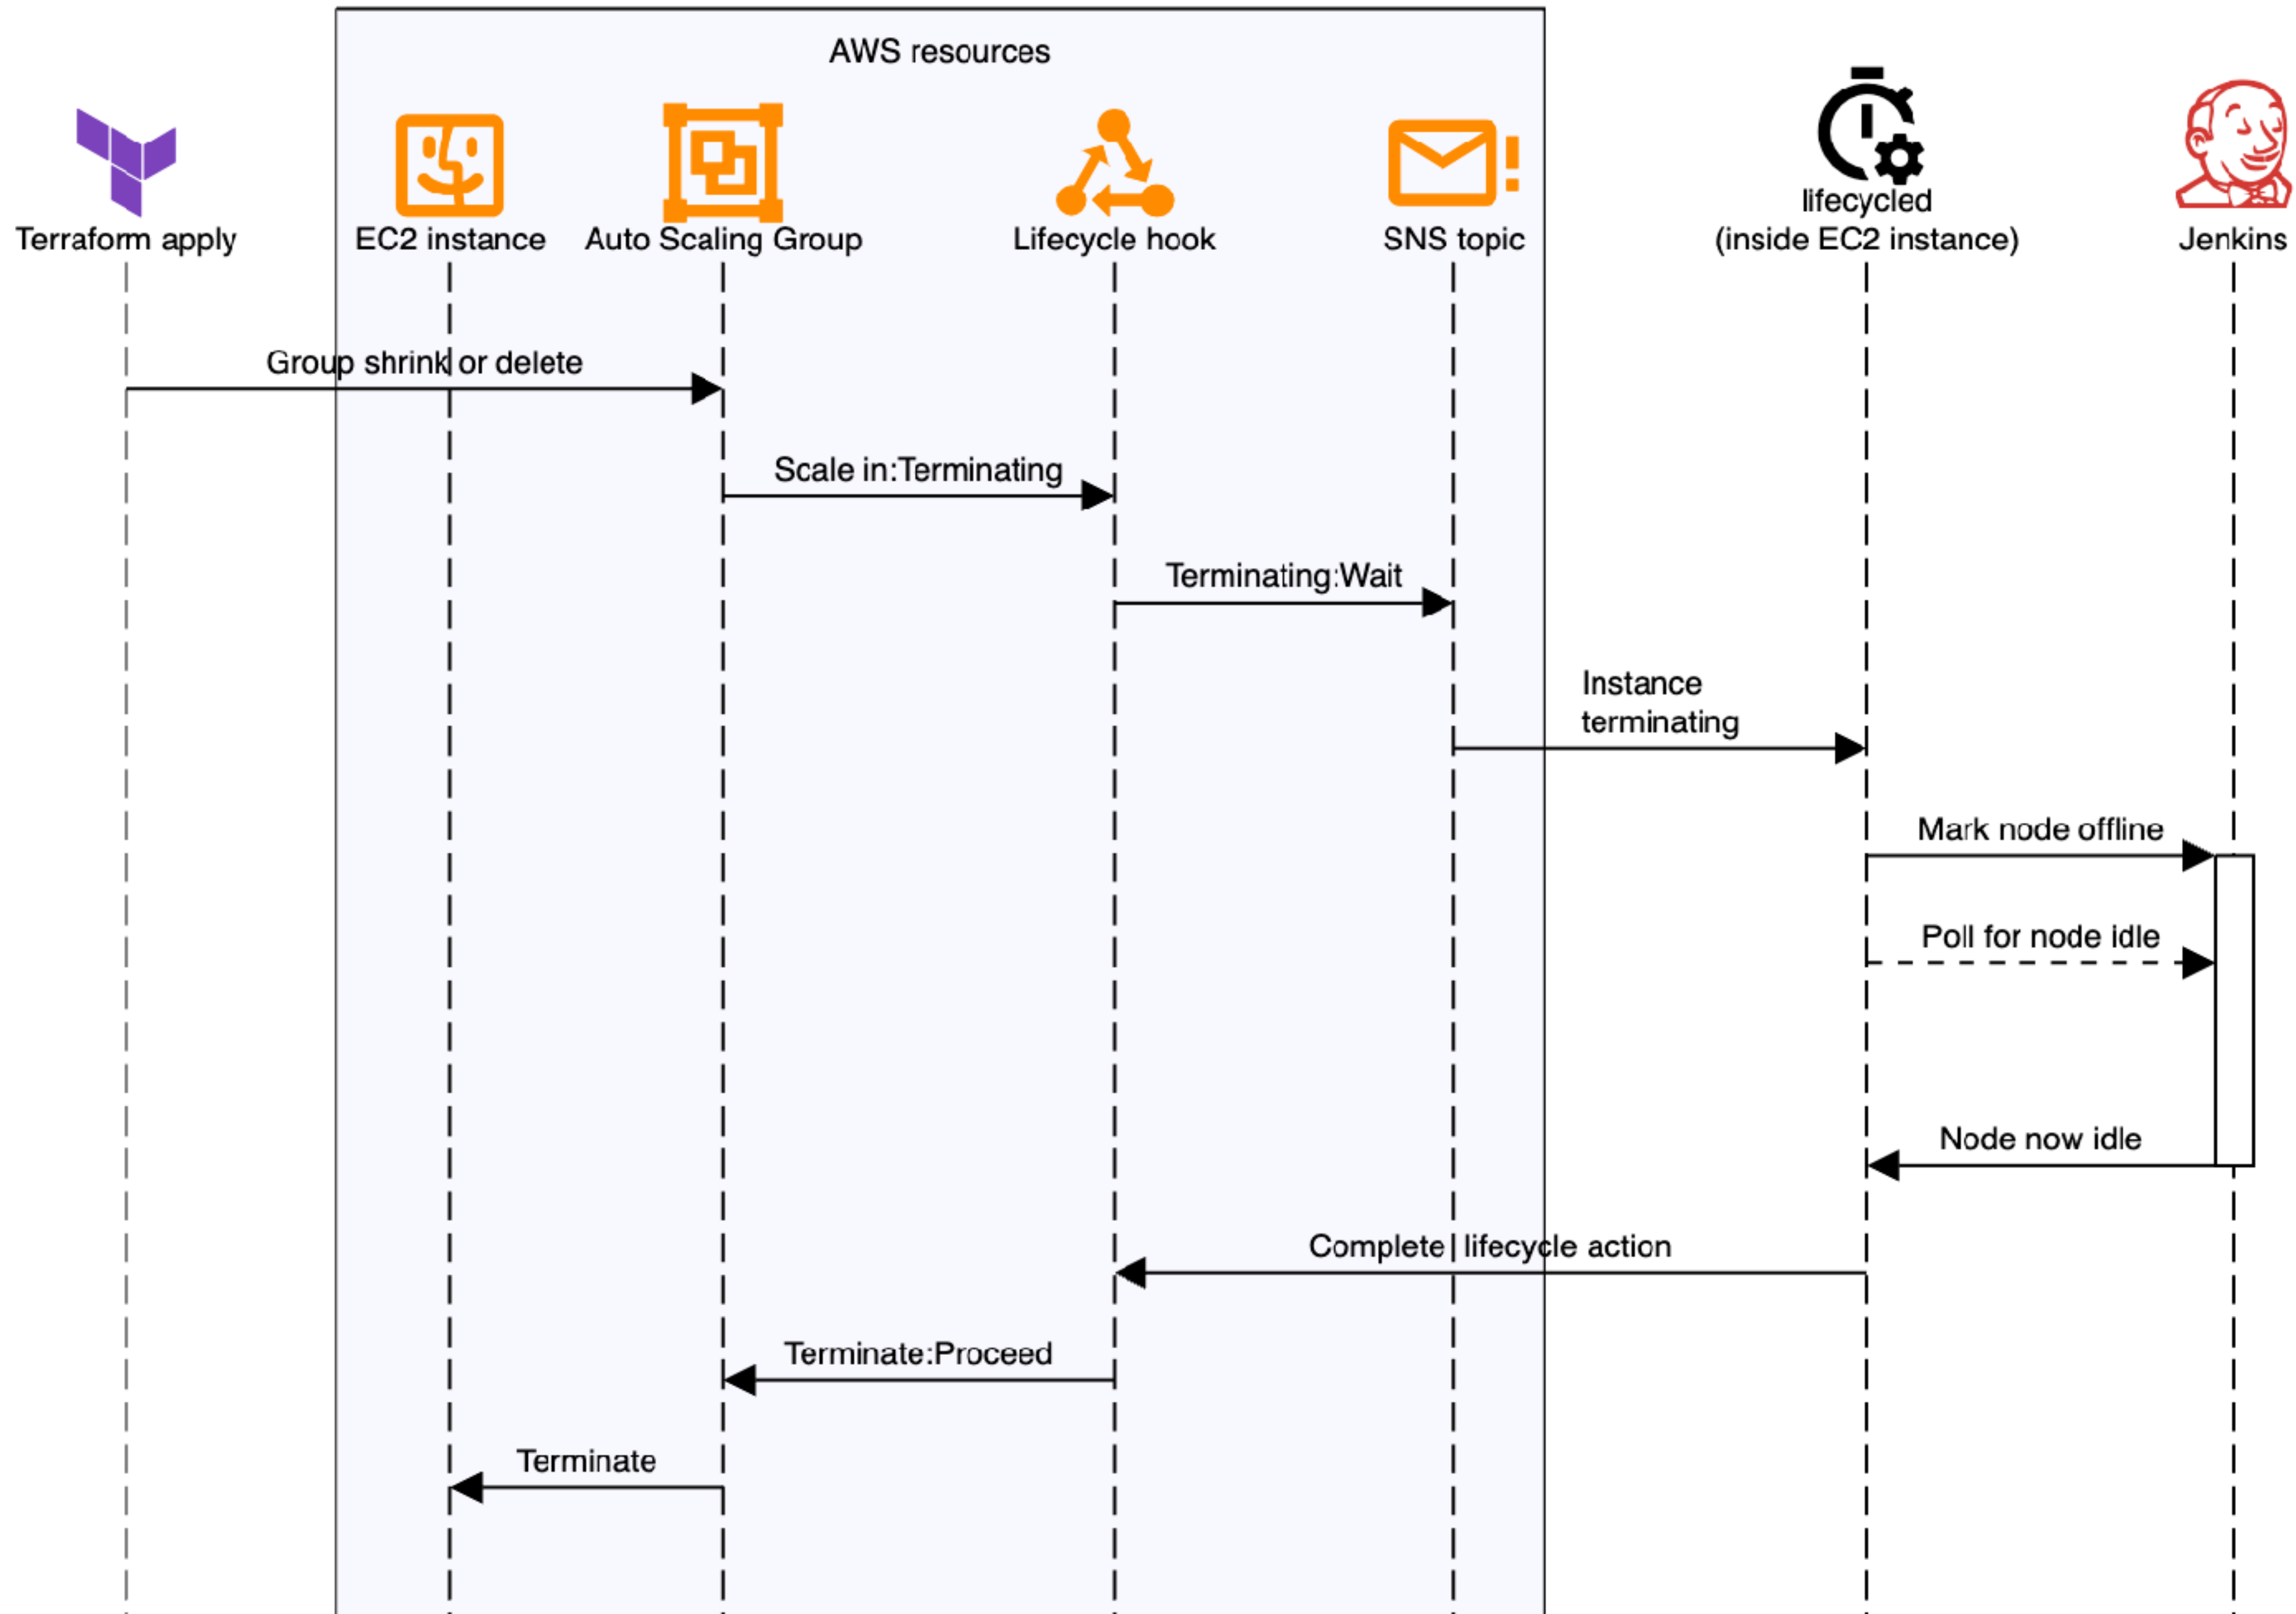 AWS resources
Terraform apply
EC2 instance
Auto Scaling Group
Lifecycle hook
SNS topic
lifecycled
(inside EC2 instance)
Jenkins
Group shrink or delete
Scale in:Terminating
Terminating:Wait
Instance
terminating
Mark node offline
Poll for node idle
Node now idle
Complete lifecycle action
Terminate:Proceed
Terminate